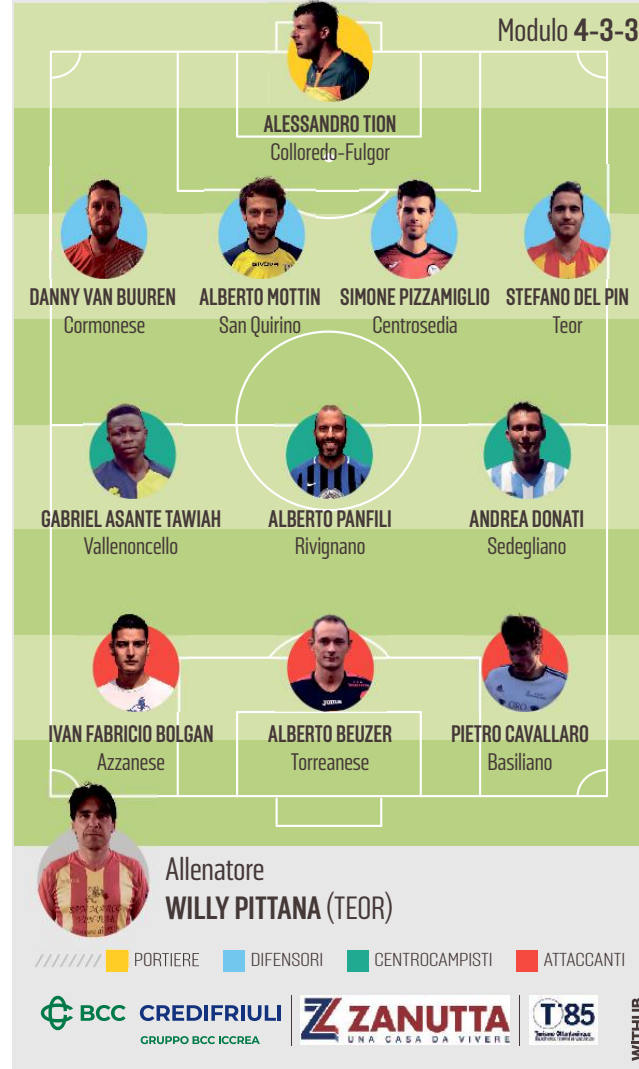 Modulo 4-3-3
ALESSANDRO TION
Colloredo-Fulgor
DANNY VAN BUUREN
Cormonese
ALBERTO MOTTIN
San Quirino
SIMONE PIZZAMIGLIO
Centrosedia
STEFANO DEL PIN
Teor
GABRIEL ASANTE TAWIAH
Vallenoncello
ALBERTO PANFILI
Rivignano
ANDREA DONATI
Sedegliano
IVAN FABRICIO BOLGAN
Azzanese
ALBERTO BEUZER
Torreanese
PIETRO CAVALLARO
Basiliano
Allenatore
WILLY PITTANA (TEOR)
PORTIERE
DIFENSORI
CENTROCAMPISTI
ATTACCANTI
BCC CREDIFRIULI
GRUPPO BCC ICCREA
ZANUTTA
UNA CASA DA VIVERE
T'85
WITHUB